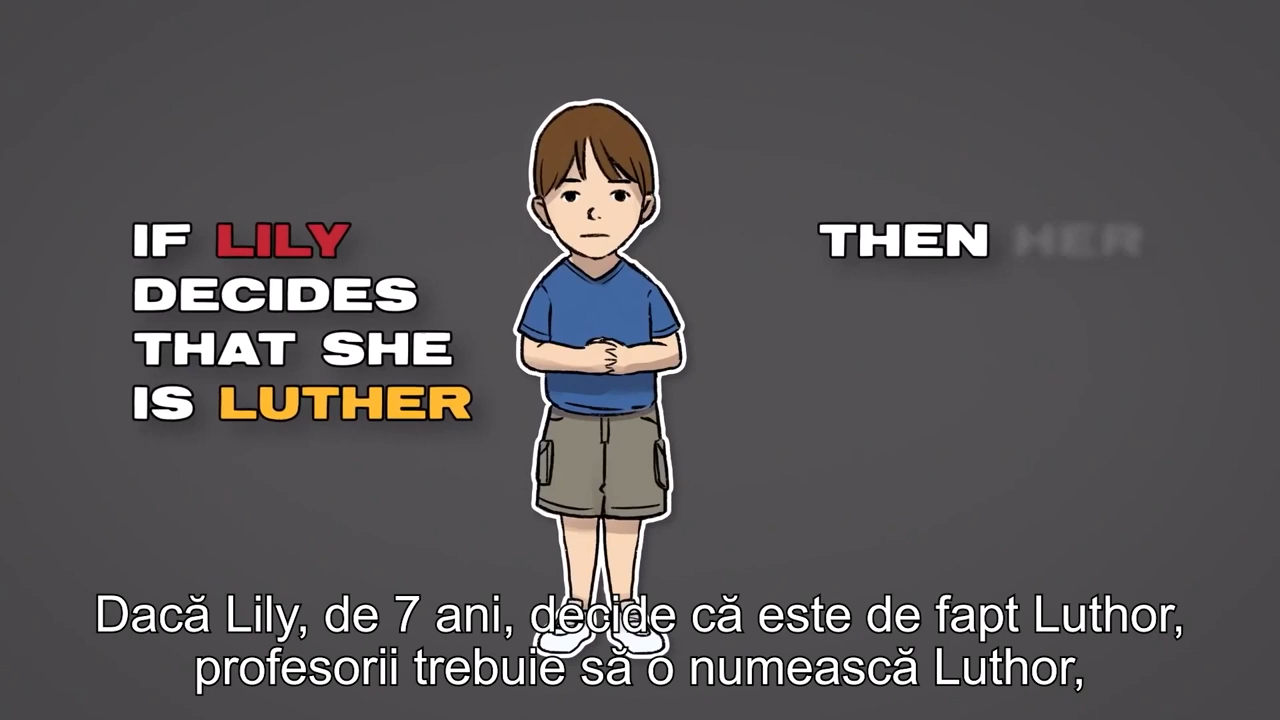 IF LILY
DECIDES
THAT SHE
IS LUTHER
THEN HER
Dacă Lily, de 7 ani, decide că este de fapt Luthor,
profesorii trebuie să o numească Luthor,